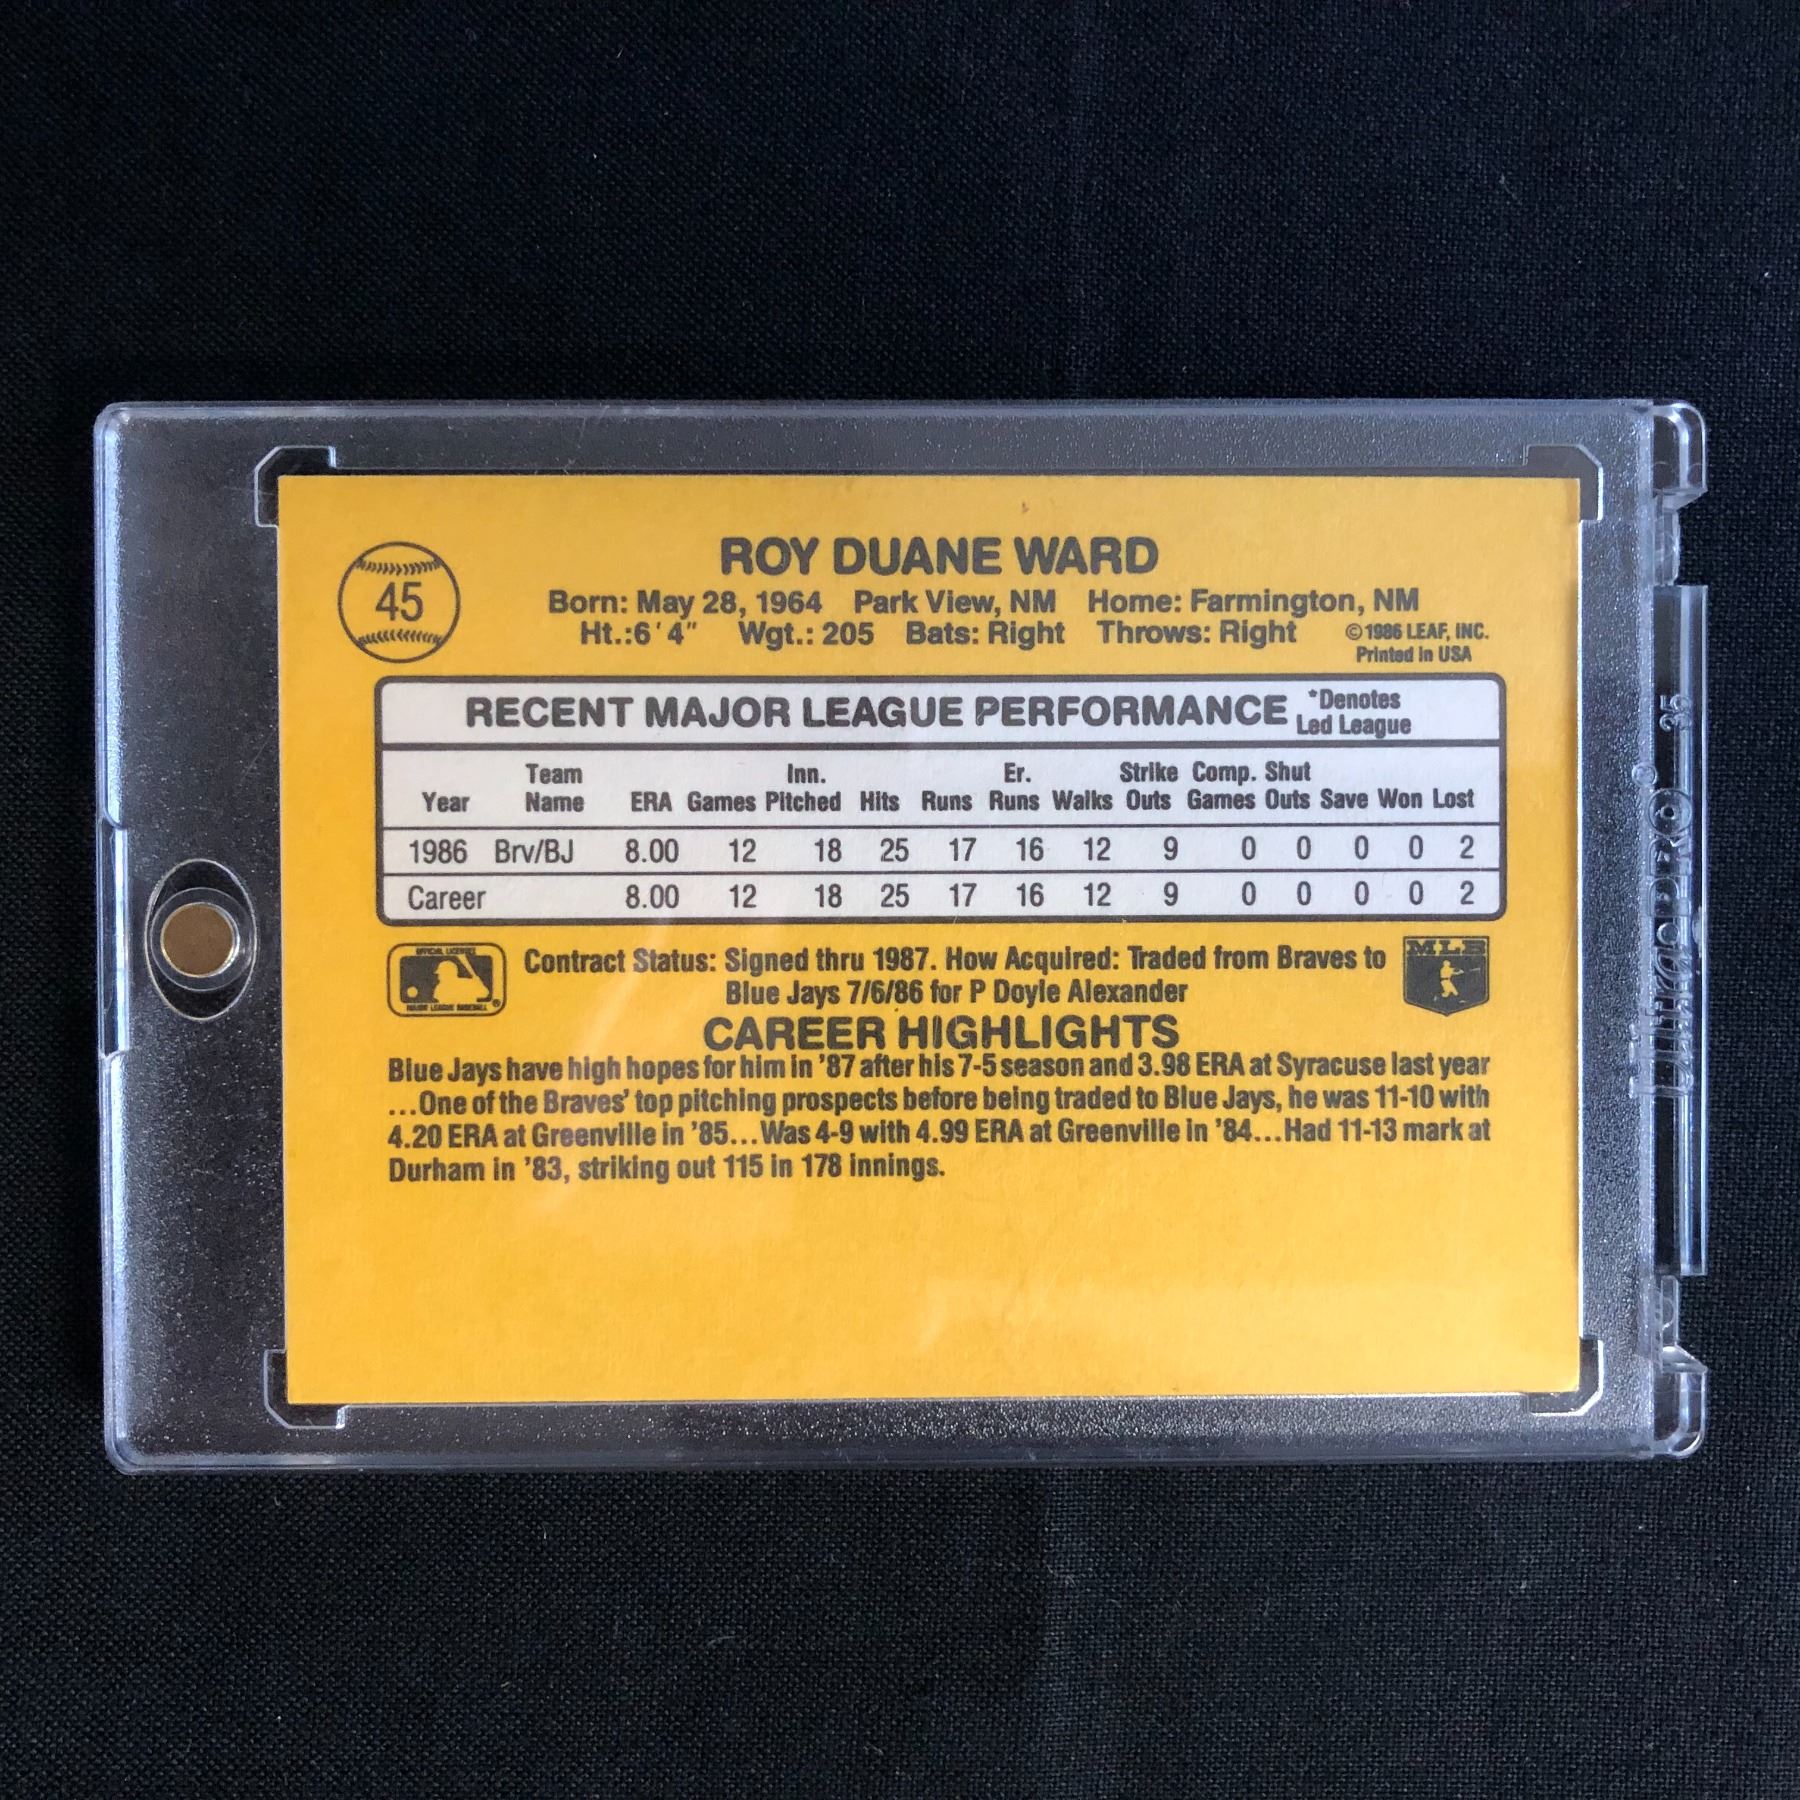 45
ROY DUANE WARD
Born: May 28, 1964 Park View, NM Home: Farmington, NM
Ht.:6'4" Wgt.: 205 Bats: Right Throws: Right
©1986 LEAF, INC.
Printed in USA
RECENT MAJOR LEAGUE PERFORMANCE *Denotes Led League
Year Team Name ERA Games Inn. Pitched Hits Runs Er. Runs Walks Strike Outs Comp. Games Shut Outs Save Won Lost
1986 Brv/BJ 8.00 12 18 25 17 16 12 9 0 0 0 0 2
Career 8.00 12 18 25 17 16 12 9 0 0 0 0 2
Contract Status: Signed thru 1987. How Acquired: Traded from Braves to
Blue Jays 7/6/86 for P Doyle Alexander
MLB
CAREER HIGHLIGHTS
Blue Jays have high hopes for him in '87 after his 7-5 season and 3.98 ERA at Syracuse last year
...One of the Braves' top pitching prospects before being traded to Blue Jays, he was 11-10 with
4.20 ERA at Greenville in '85...Was 4-9 with 4.99 ERA at Greenville in '84...Had 11-13 mark at
Durham in '83, striking out 115 in 178 innings.
UltraPRO® 35